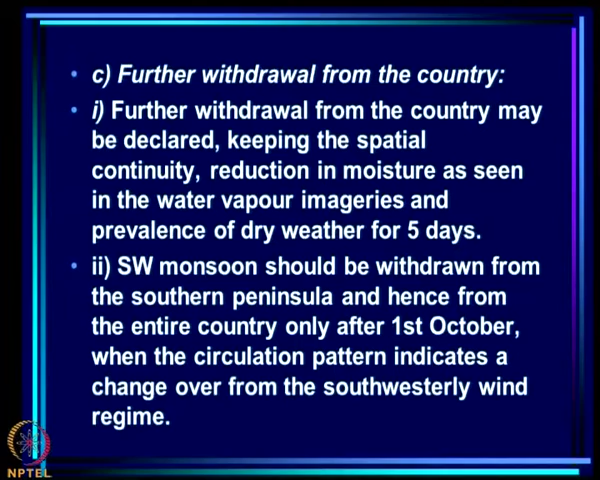 • c) Further withdrawal from the country:
• i) Further withdrawal from the country may
be declared, keeping the spatial
continuity, reduction in moisture as seen
in the water vapour imageries and
prevalence of dry weather for 5 days.
• ii) SW monsoon should be withdrawn from
the southern peninsula and hence from
the entire country only after 1st October,
when the circulation pattern indicates a
change over from the southwesterly wind
regime.
NPTEL